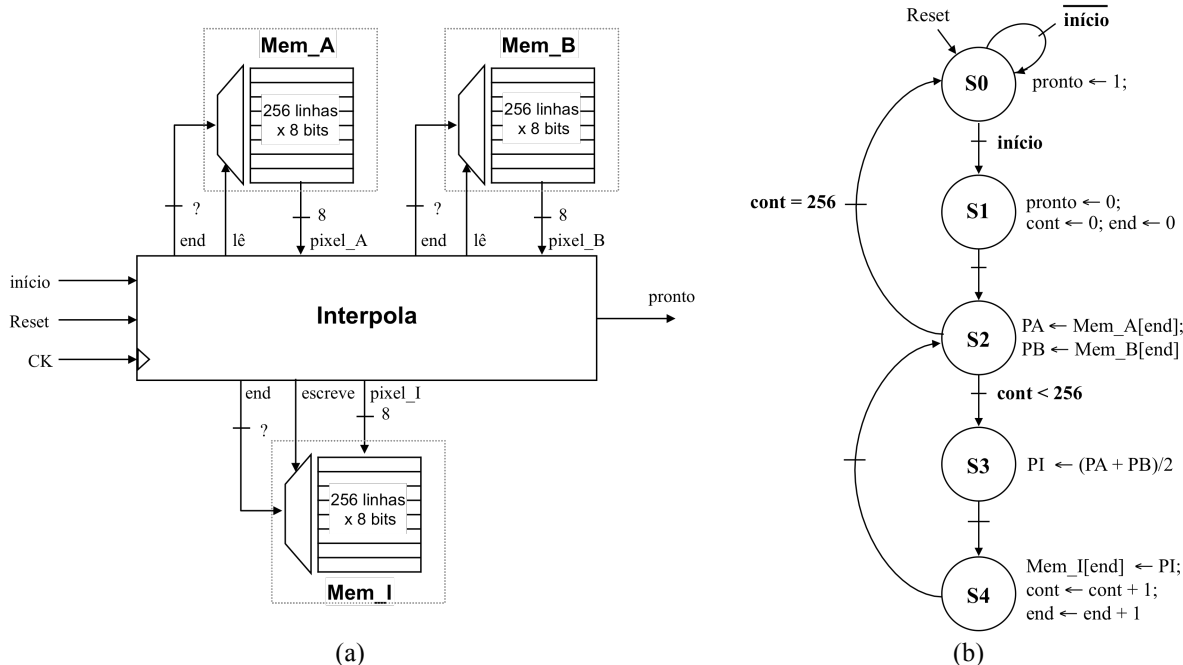 Mem_A
256 linhas
x 8 bits
?
8
end
lê
pixel_A
Mem_B
256 linhas
x 8 bits
?
8
end
lê
pixel_B
início
Reset
CK
Interpola
pronto
end
escreve
pixel_I
?
8
256 linhas
x 8 bits
Mem_I
(a)
Reset
início
S0
pronto ← 1;
início
S1
pronto ← 0;
cont ← 0; end ← 0
cont = 256
S2
PA ← Mem_A[end];
PB ← Mem_B[end]
cont < 256
S3
PI ← (PA + PB)/2
S4
Mem_I[end] ← PI;
cont ← cont + 1;
end ← end + 1
(b)